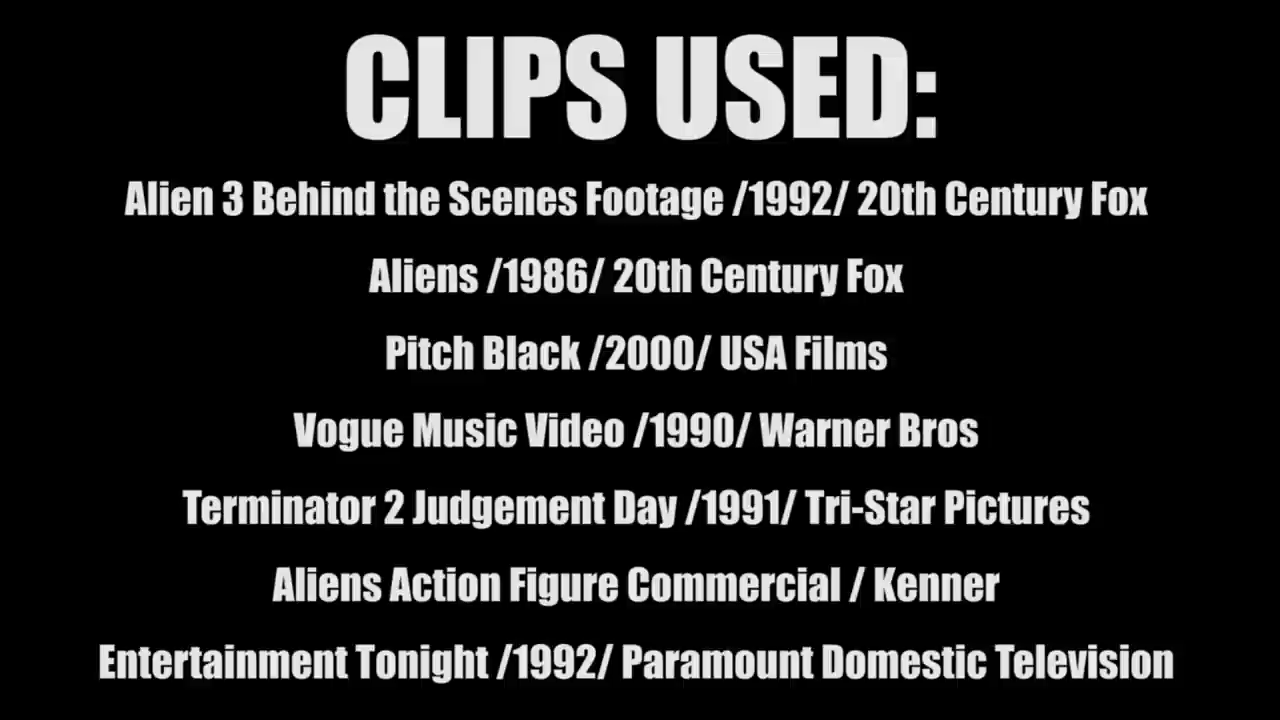 CLIPS USED:
Alien 3 Behind the Scenes Footage /1992/ 20th Century Fox
Aliens /1986/ 20th Century Fox
Pitch Black /2000/ USA Films
Vogue Music Video /1990/ Warner Bros
Terminator 2 Judgement Day /1991/ Tri-Star Pictures
Aliens Action Figure Commercial / Kenner
Entertainment Tonight /1992/ Paramount Domestic Television